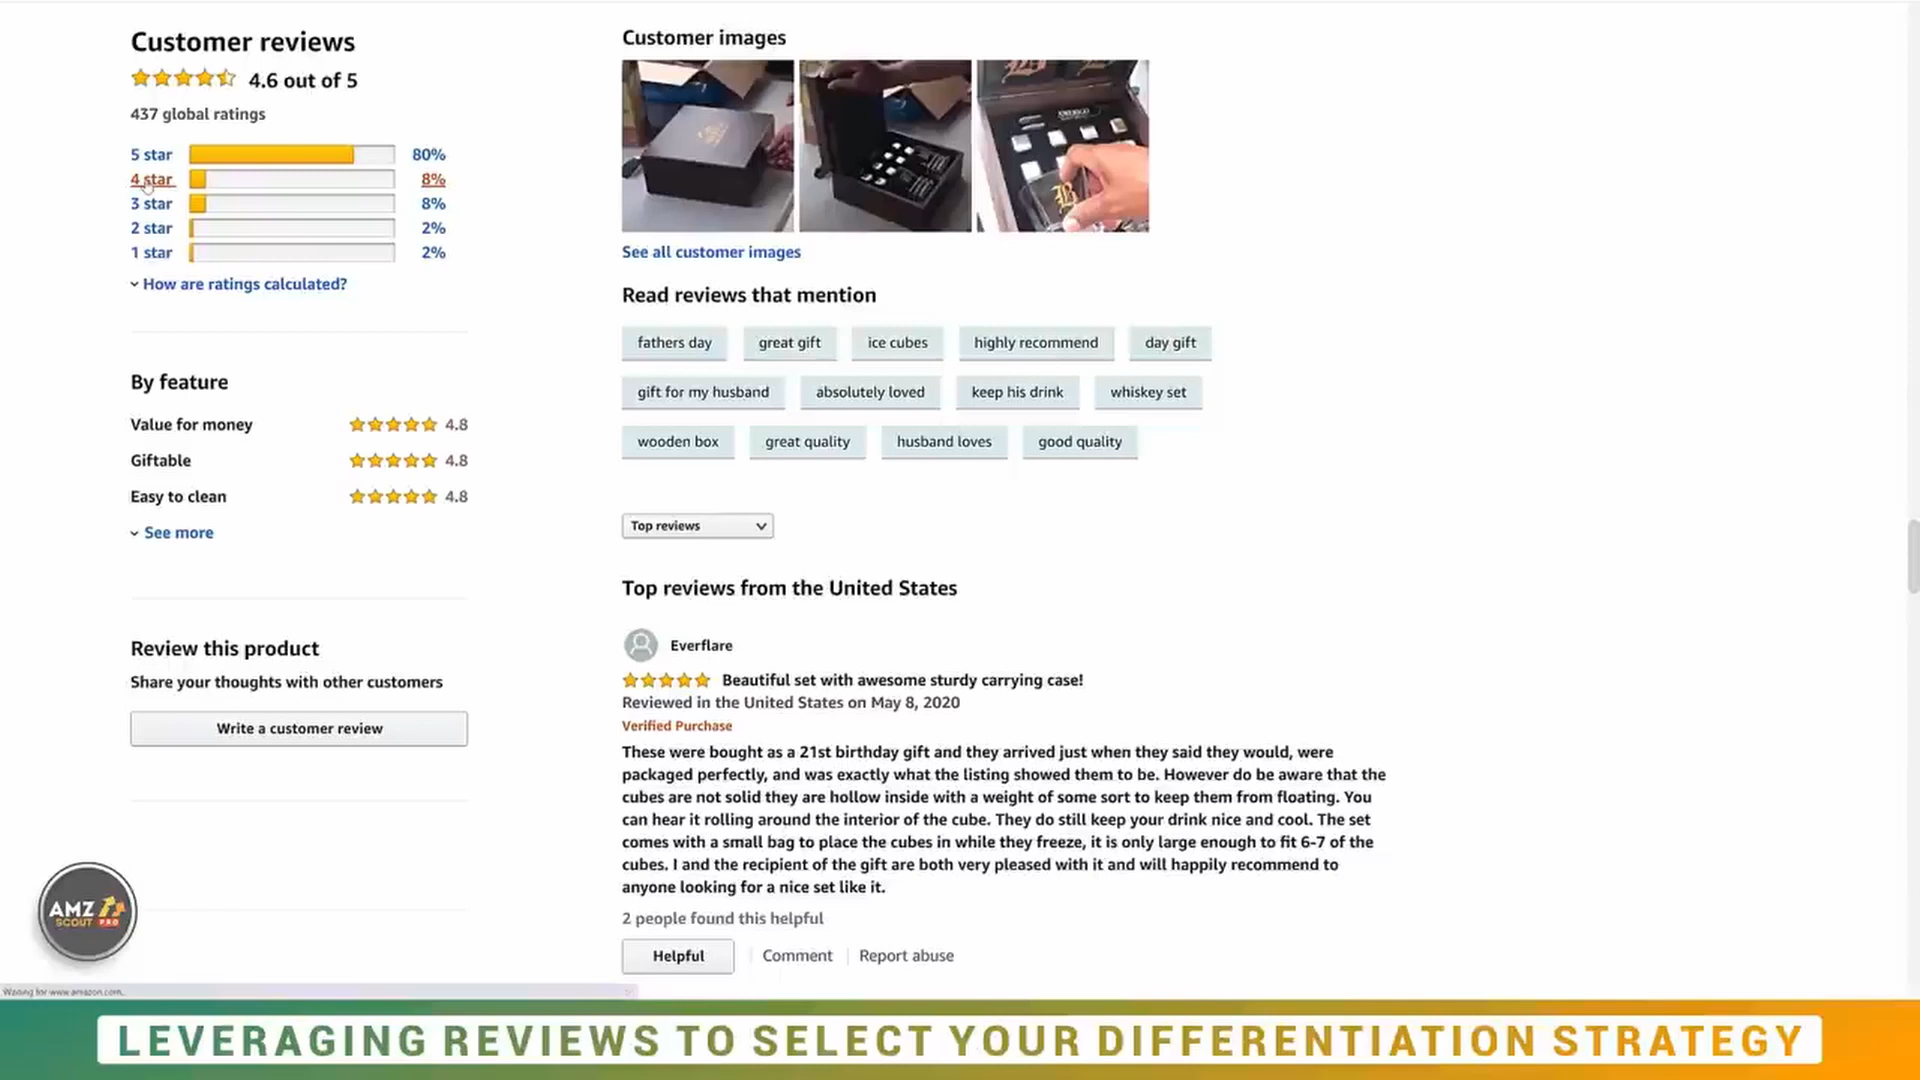 Customer reviews
4.6 out of 5
437 global ratings
5 star 80%
4 star 8%
3 star 8%
2 star 2%
1 star 2%
How are ratings calculated?
By feature
Value for money 4.8
Giftable 4.8
Easy to clean 4.8
See more
Review this product
Share your thoughts with other customers
Write a customer review
Customer images
See all customer images
Read reviews that mention
fathers day great gift ice cubes highly recommend day gift
gift for my husband absolutely loved keep his drink whiskey set
wooden box great quality husband loves good quality
Top reviews
Top reviews from the United States
Everflare
Beautiful set with awesome sturdy carrying case!
Reviewed in the United States on May 8, 2020
Verified Purchase
These were bought as a 21st birthday gift and they arrived just when they said they would, were
packaged perfectly, and was exactly what the listing showed them to be. However do be aware that the
cubes are not solid they are hollow inside with a weight of some sort to keep them from floating. You
can hear it rolling around the interior of the cube. They do still keep your drink nice and cool. The set
comes with a small bag to place the cubes in while they freeze, it is only large enough to fit 6-7 of the
cubes. I and the recipient of the gift are both very pleased with it and will happily recommend to
anyone looking for a nice set like it.
2 people found this helpful
Helpful Comment Report abuse
AMZ
SCOUT PRO
Waiting for www.amazon.com...
LEVERAGING REVIEWS TO SELECT YOUR DIFFERENTIATION STRATEGY